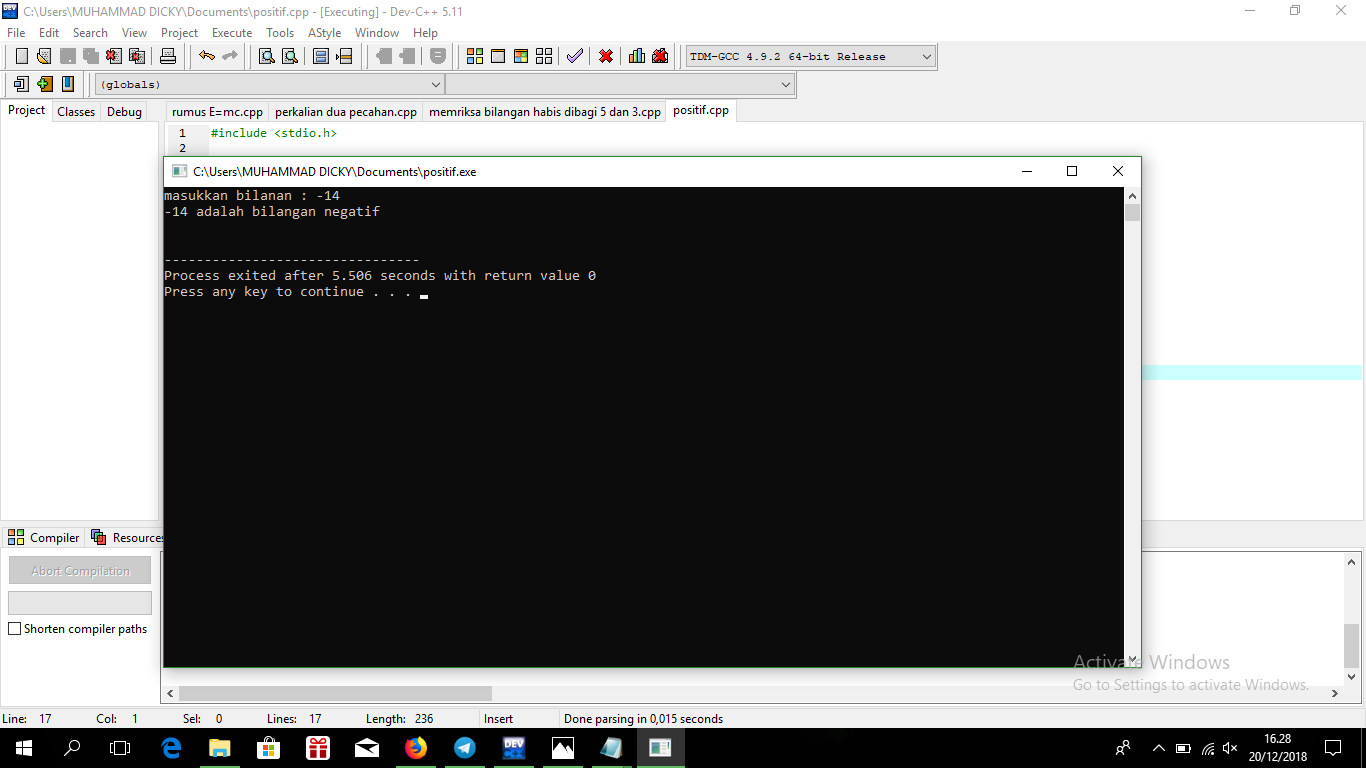 C:\Users\MUHAMMAD DICKY\Documents\positif.cpp - [Executing] - Dev-C++ 5.11
File Edit Search View Project Execute Tools AStyle Window Help
TDM-GCC 4.9.2 64-bit Release
(globals)
Project Classes Debug
rumus E=mc.cpp perkalian dua pecahan.cpp memriksa bilangan habis dibagi 5 dan 3.cpp positif.cpp
1 #include <stdio.h>
2
C:\Users\MUHAMMAD DICKY\Documents\positif.exe
masukkan bilanan : -14
-14 adalah bilangan negatif
--------------------------------
Process exited after 5.506 seconds with return value 0
Press any key to continue . . .
Compiler Resources
Abort Compilation
Shorten compiler paths
Activate Windows
Go to Settings to activate Windows.
Line: 17 Col: 1 Sel: 0 Lines: 17 Length: 236 Insert Done parsing in 0,015 seconds
DEV
16.28
20/12/2018